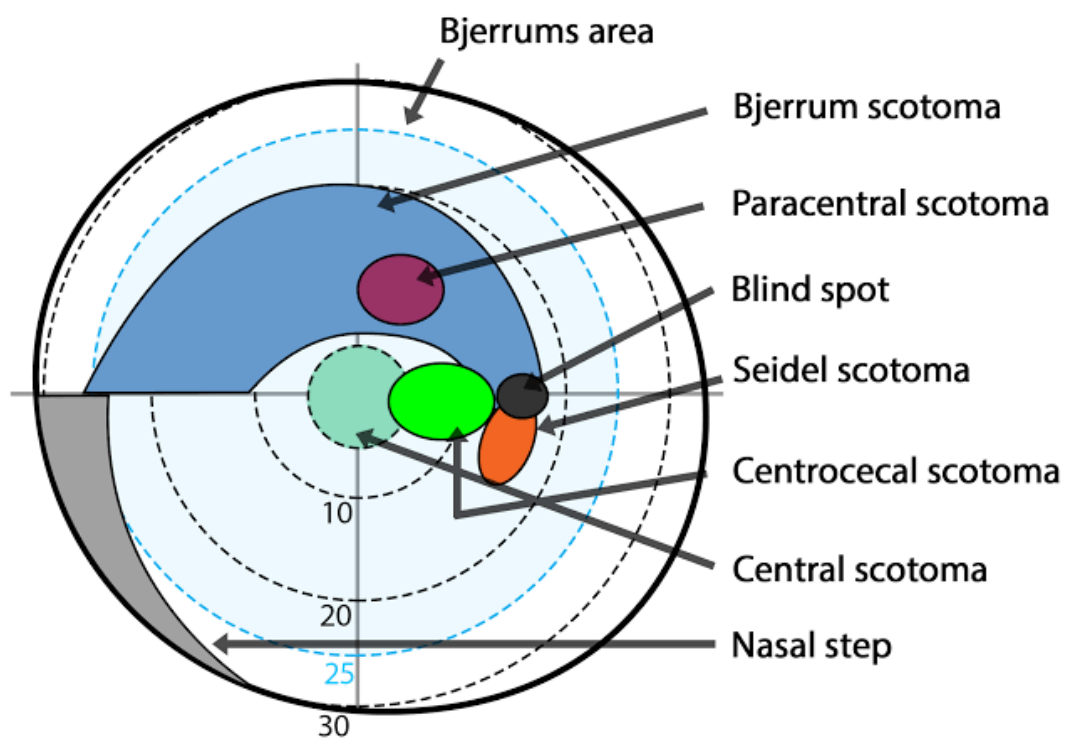 Bjerrums area
Bjerrum scotoma
Paracentral scotoma
Blind spot
Seidel scotoma
Centrocecal scotoma
10
Central scotoma
20
Nasal step
25
30